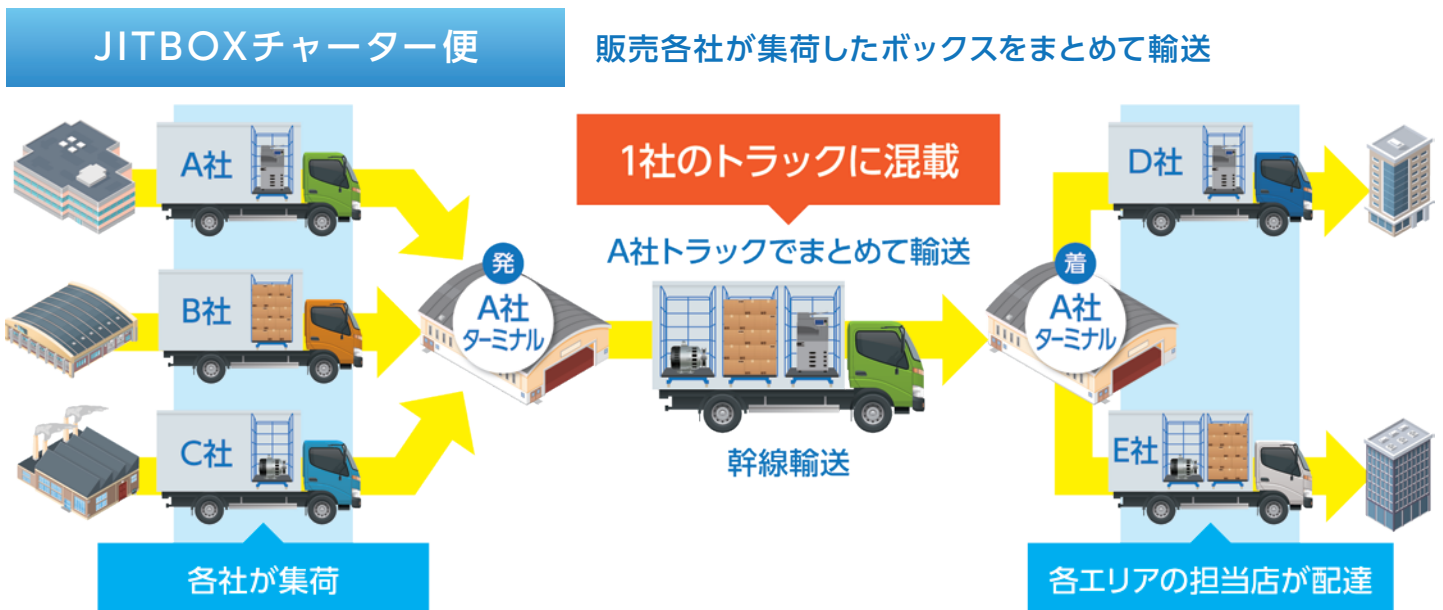 JITBOXチャーター便
販売各社が集荷したボックスをまとめて輸送
A社
B社
C社
各社が集荷
発
A社
ターミナル
1社のトラックに混載
A社トラックでまとめて輸送
幹線輸送
着
A社
ターミナル
D社
E社
各エリアの担当店が配達